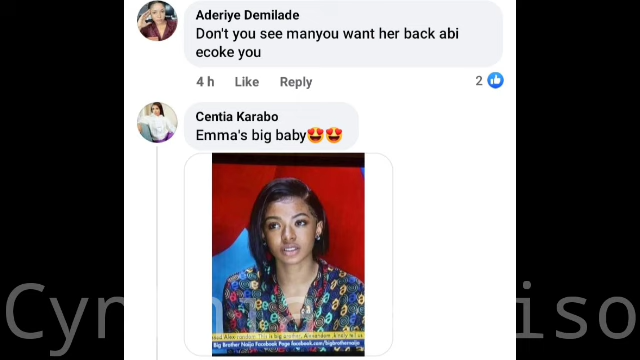 Aderiye Demilade
Don't you see manyou want her back abi
ecoke you
4 h Like Reply 2
Centia Karabo
Emma's big baby😍😍
Big Brother Naija Facebook Page facebook.com/bigbrothernaija